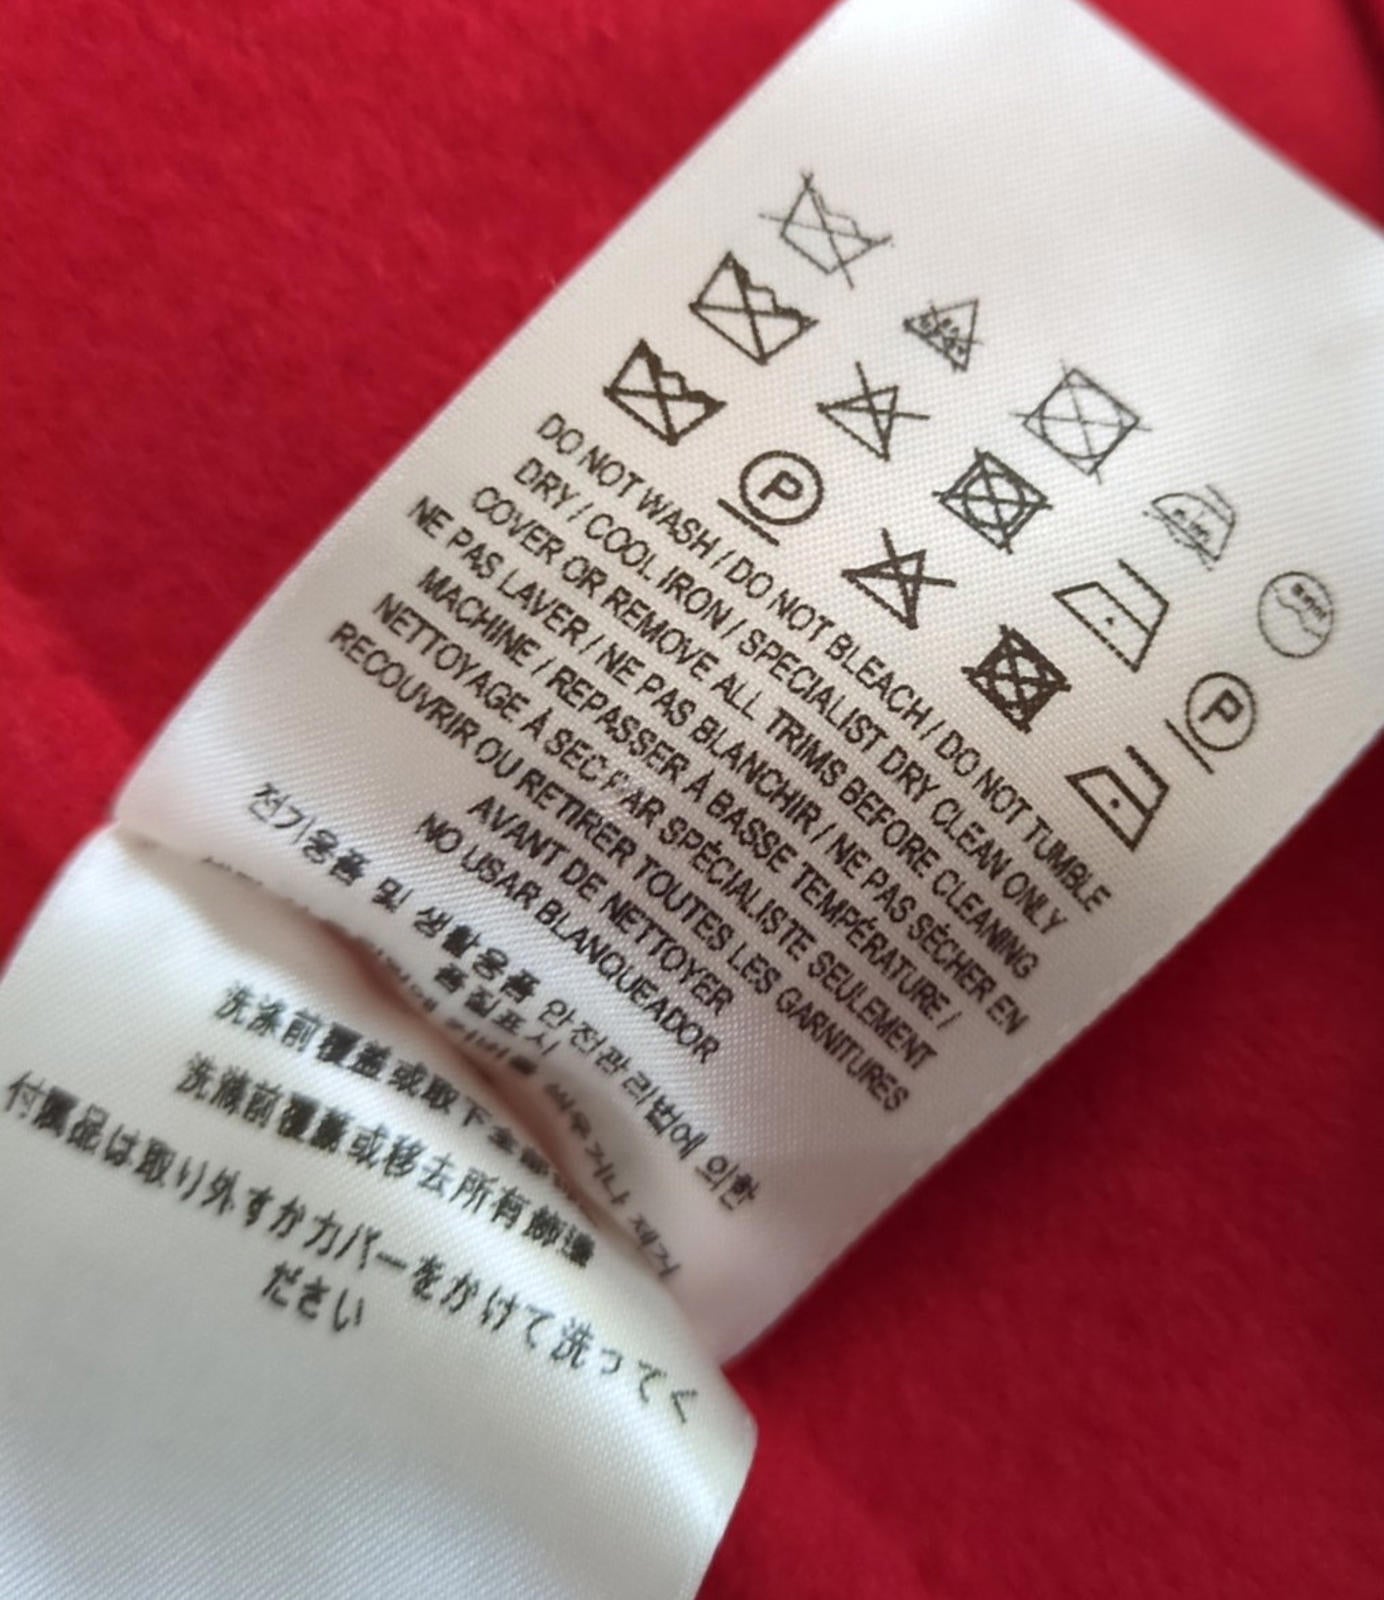 P
P
DO NOT WASH / DO NOT BLEACH / DO NOT TUMBLE
DRY / COOL IRON / SPECIALIST DRY CLEAN ONLY
COVER OR REMOVE ALL TRIMS BEFORE CLEANING
NE PAS LAVER / NE PAS BLANCHIR / NE PAS SÉCHER EN
MACHINE / REPASSER À BASSE TEMPÉRATURE /
NETTOYAGE À SEC PAR SPÉCIALISTE SEULEMENT
RECOUVRIR OU RETIRER TOUTES LES GARNITURES
AVANT DE NETTOYER
NO USAR BLANQUEADOR
전기용품 및 생활용품 안전관리법에 의한
품질표시
洗涤前覆盖或取下
洗滌前覆蓋或移去所有飾邊
付属品は取り外すかカバーをかけて洗ってく
ださい